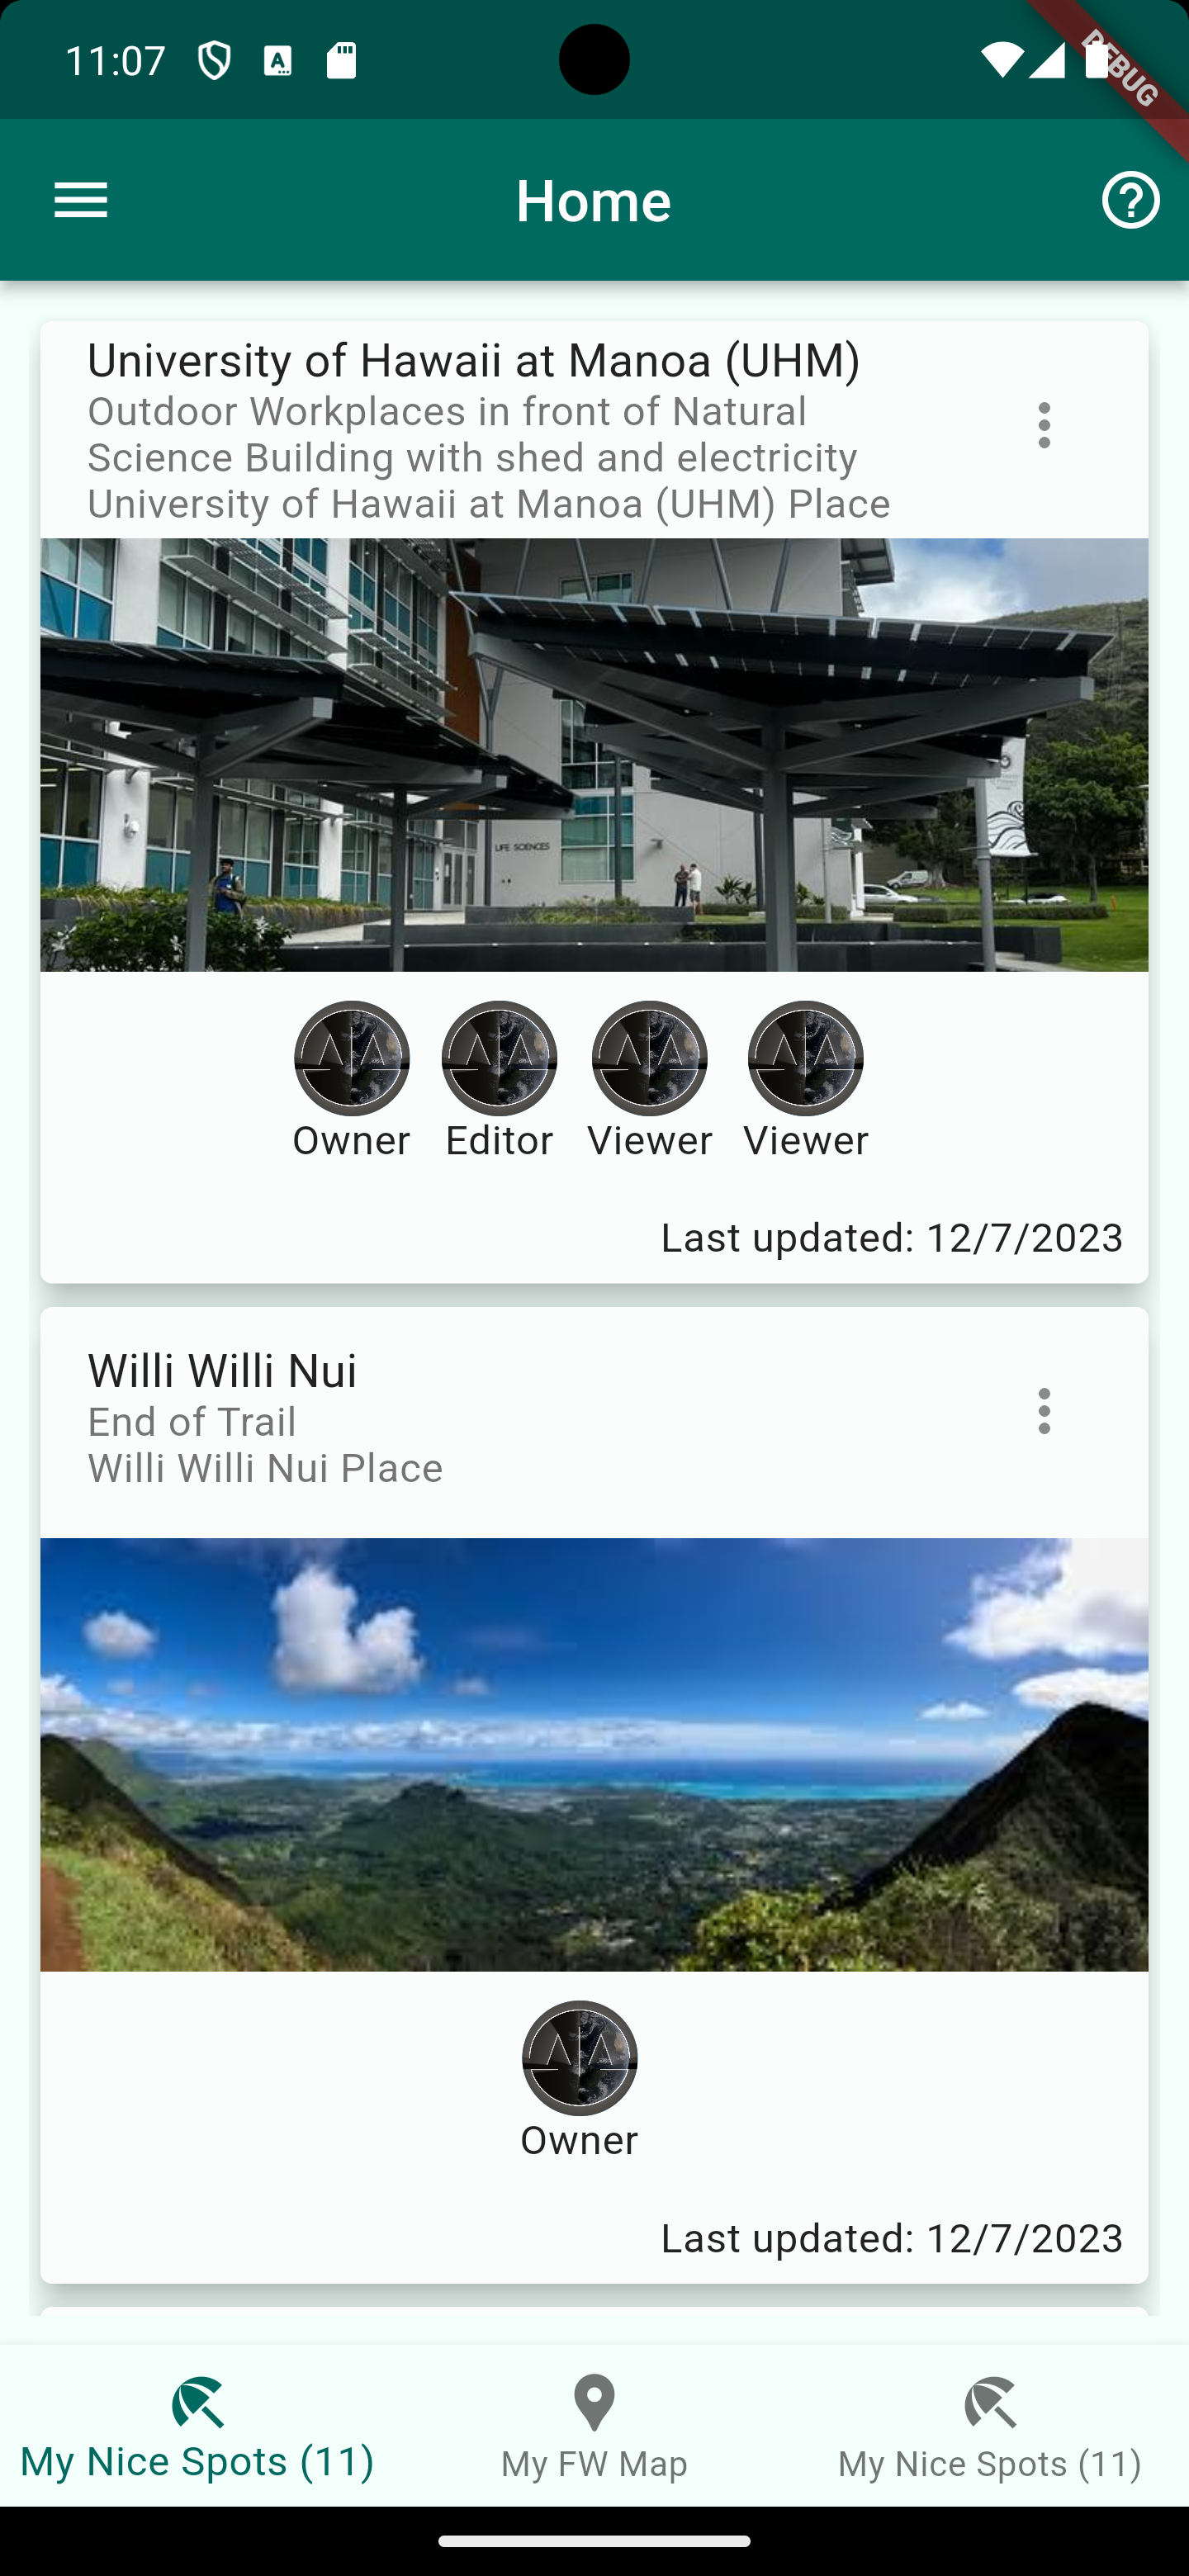 11:07
DEBUG
Home
University of Hawaii at Manoa (UHM)
Outdoor Workplaces in front of Natural
Science Building with shed and electricity
University of Hawaii at Manoa (UHM) Place
LIFE SCIENCES
Owner Editor Viewer Viewer
Last updated: 12/7/2023
Willi Willi Nui
End of Trail
Willi Willi Nui Place
Owner
Last updated: 12/7/2023
My Nice Spots (11) My FW Map My Nice Spots (11)